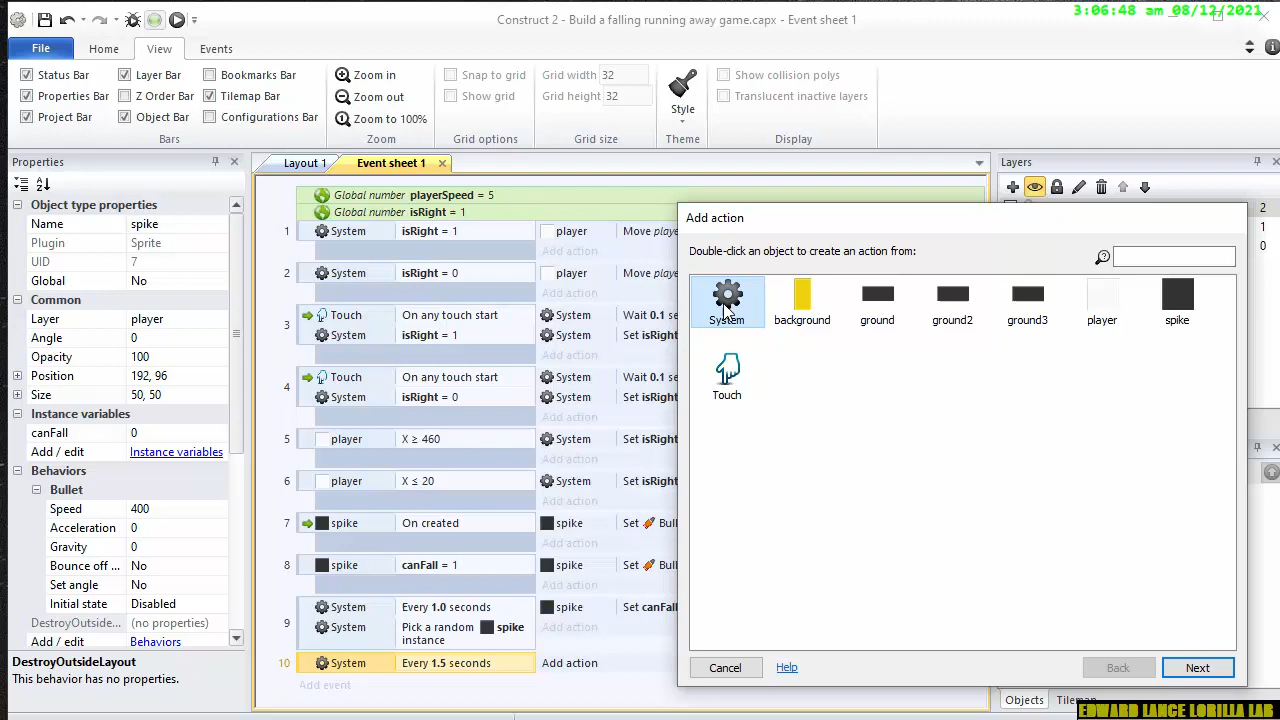 Construct 2 - Build a falling running away game.capx - Event sheet 1
3:06:48 am 08/12/2021
File Home View Events
Status Bar Layer Bar Bookmarks Bar Zoom in Snap to grid Grid width 32 Show collision polys
Properties Bar Z Order Bar Tilemap Bar Zoom out Show grid Grid height 32 Style Translucent inactive layers
Project Bar Object Bar Configurations Bar Zoom to 100%
Bars Zoom Grid options Grid size Theme Display
Properties Layout 1 Event sheet 1 Layers
Object type properties
Name spike
Plugin Sprite
UID 7
Global No
Common
Layer player
Angle 0
Opacity 100
Position 192, 96
Size 50, 50
Instance variables
canFall 0
Add / edit Instance variables
Behaviors
Bullet
Speed 400
Acceleration 0
Gravity 0
Bounce off ... No
Set angle No
Initial state Disabled
DestroyOutside... (no properties)
Add / edit Behaviors
DestroyOutsideLayout
This behavior has no properties.
Global number playerSpeed = 5
Global number isRight = 1
1 System isRight = 1 player Move playe
Add action
2 System isRight = 0 player Move playe
Add action
3 Touch On any touch start System Wait 0.1 se
System isRight = 1 System Set isRight
Add action
4 Touch On any touch start System Wait 0.1 se
System isRight = 0 System Set isRight
Add action
5 player X ≥ 460 System Set isRight
Add action
6 player X ≤ 20 System Set isRight
Add action
7 spike On created spike Set Bull
Add action
8 spike canFall = 1 spike Set Bull
Add action
9 System Every 1.0 seconds spike Set canFall
System Pick a random spike Add action
instance
10 System Every 1.5 seconds Add action
Add event
Add action
Double-click an object to create an action from:
System background ground ground2 ground3 player spike
Touch
Cancel Help Back Next
2
1
0
Objects Tilemap
EDWARD LANCE LORILLA LAB